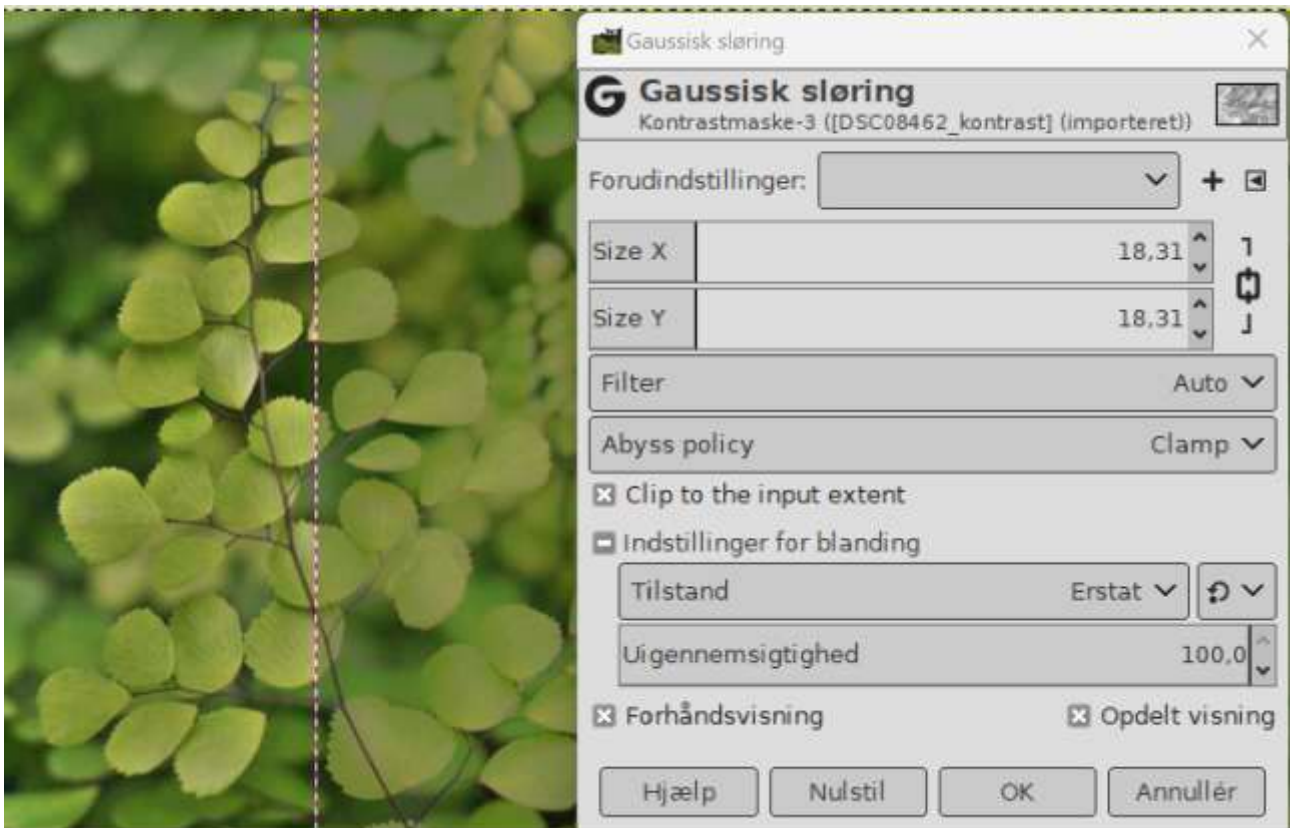 Gaussisk sløring
Gaussisk sløring
Kontrastmaske-3 ([DSC08462_kontrast] (importeret))
Forudindstillinger:
Size X 18,31
Size Y 18,31
Filter Auto
Abyss policy Clamp
Clip to the input extent
Indstillinger for blanding
Tilstand Erstat
Uigennemsigtighed 100,0
Forhåndsvisning Opdelt visning
Hjælp Nulstil OK Annullér